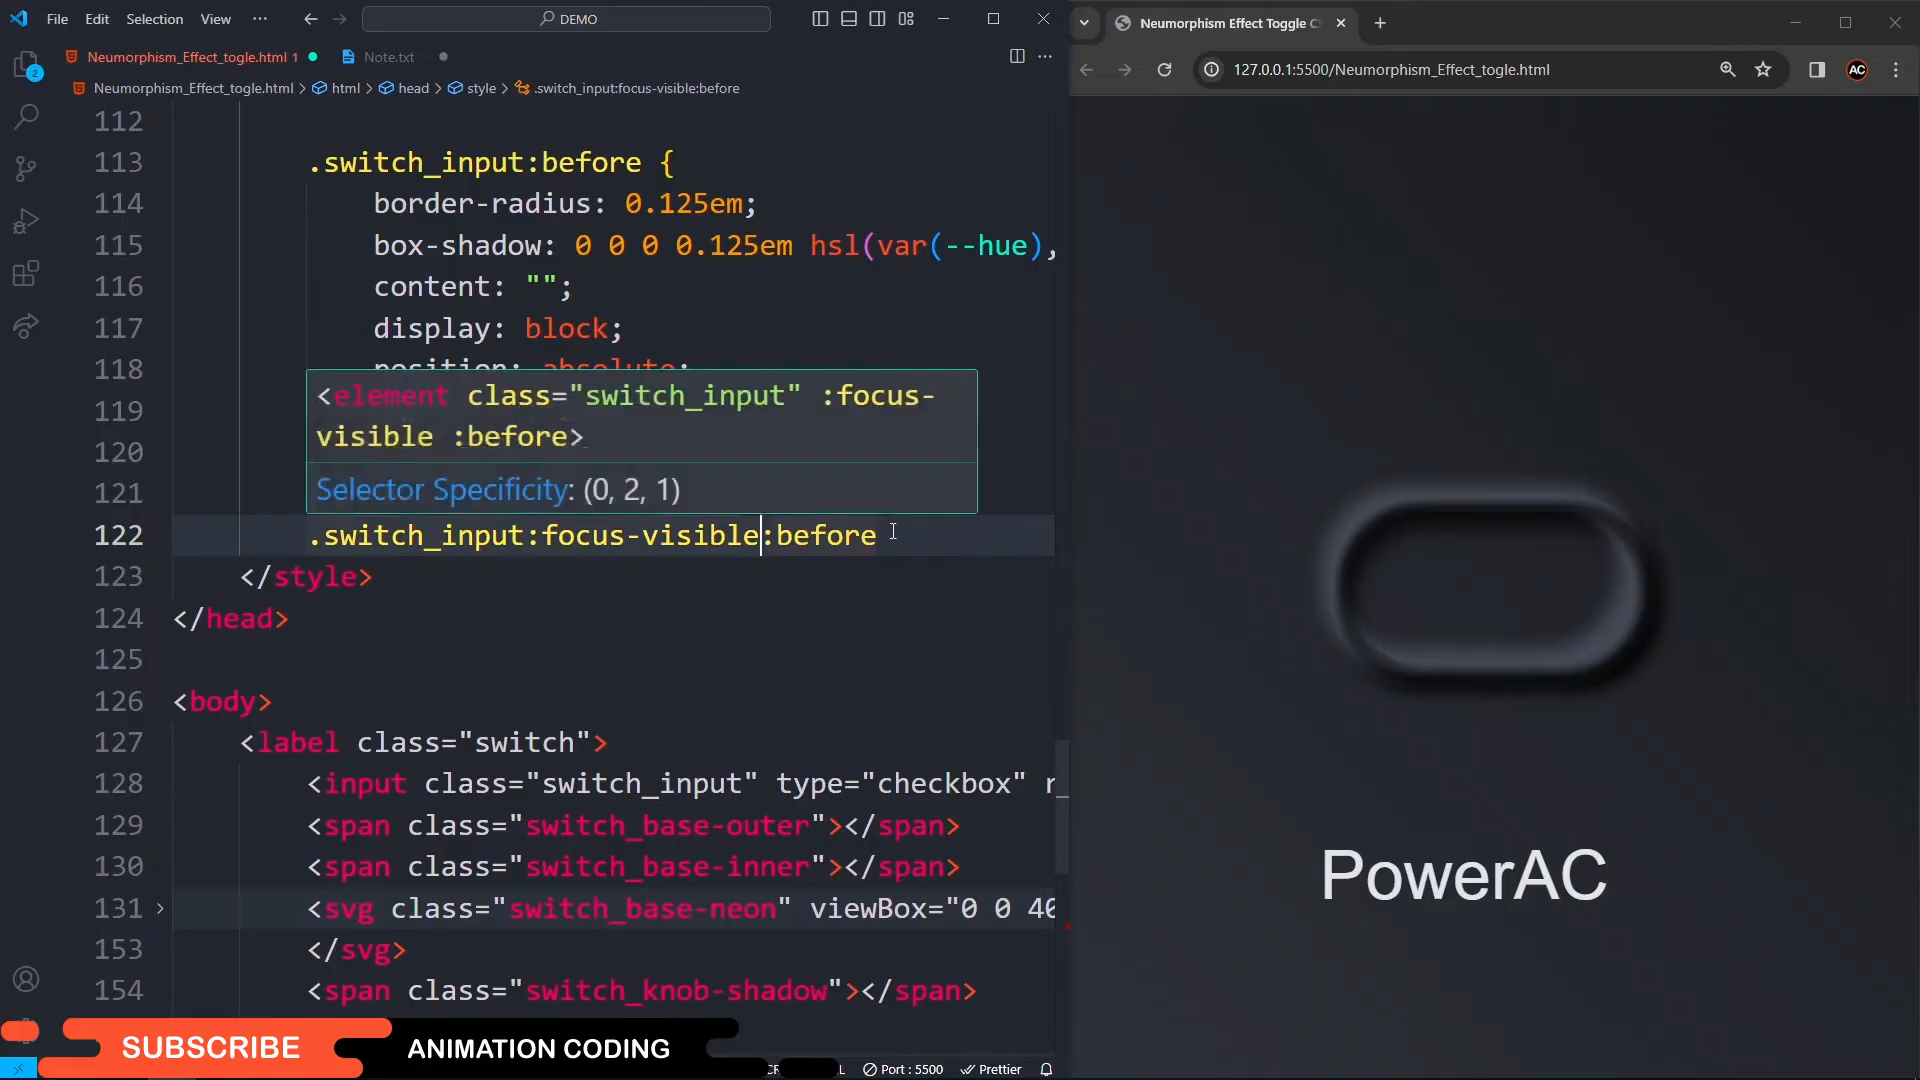 File Edit Selection View ··· DEMO
Neumorphism_Effect_togle.html 1 Note.txt
Neumorphism_Effect_togle.html > html > head > style > .switch_input:focus-visible:before
2
112
113 .switch_input:before {
114 border-radius: 0.125em;
115 box-shadow: 0 0 0 0.125em hsl(var(--hue),
116 content: "";
117 display: block;
118 position: absolute;
119
120
121
<element class="switch_input" :focus-
visible :before>
Selector Specificity: (0, 2, 1)
122 .switch_input:focus-visible:before
123 </style>
124 </head>
125
126 <body>
127 <label class="switch">
128 <input class="switch_input" type="checkbox" r
129 <span class="switch_base-outer"></span>
130 <span class="switch_base-inner"></span>
131 <svg class="switch_base-neon" viewBox="0 0 40
153 </svg>
154 <span class="switch_knob-shadow"></span>
SUBSCRIBE ANIMATION CODING
Port : 5500 Prettier
Neumorphism Effect Toggle C
127.0.0.1:5500/Neumorphism_Effect_togle.html
AC
PowerAC